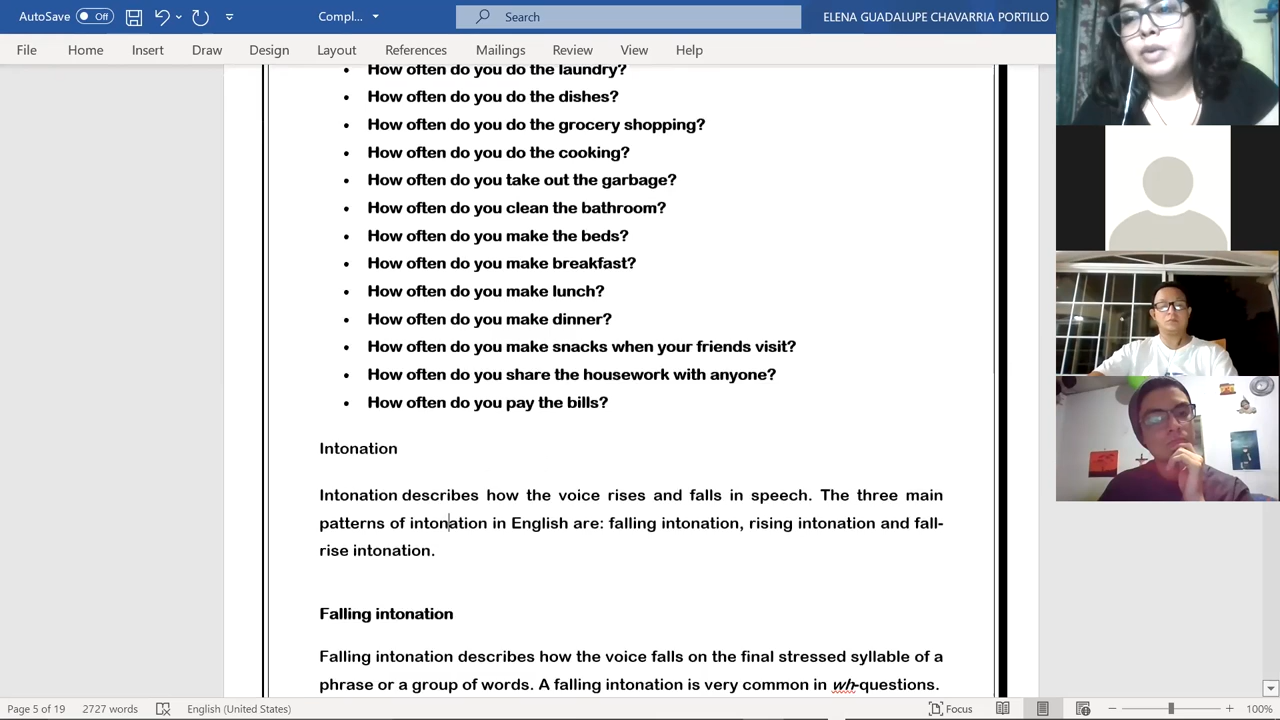 AutoSave Off Compl... Search ELENA GUADALUPE CHAVARRIA PORTILLO
File Home Insert Draw Design Layout References Mailings Review View Help
• How often do you do the laundry?
• How often do you do the dishes?
• How often do you do the grocery shopping?
• How often do you do the cooking?
• How often do you take out the garbage?
• How often do you clean the bathroom?
• How often do you make the beds?
• How often do you make breakfast?
• How often do you make lunch?
• How often do you make dinner?
• How often do you make snacks when your friends visit?
• How often do you share the housework with anyone?
• How often do you pay the bills?
Intonation
Intonation describes how the voice rises and falls in speech. The three main
patterns of intonation in English are: falling intonation, rising intonation and fall-
rise intonation.
Falling intonation
Falling intonation describes how the voice falls on the final stressed syllable of a
phrase or a group of words. A falling intonation is very common in wh-questions.
Page 5 of 19 2727 words English (United States) Focus 100%